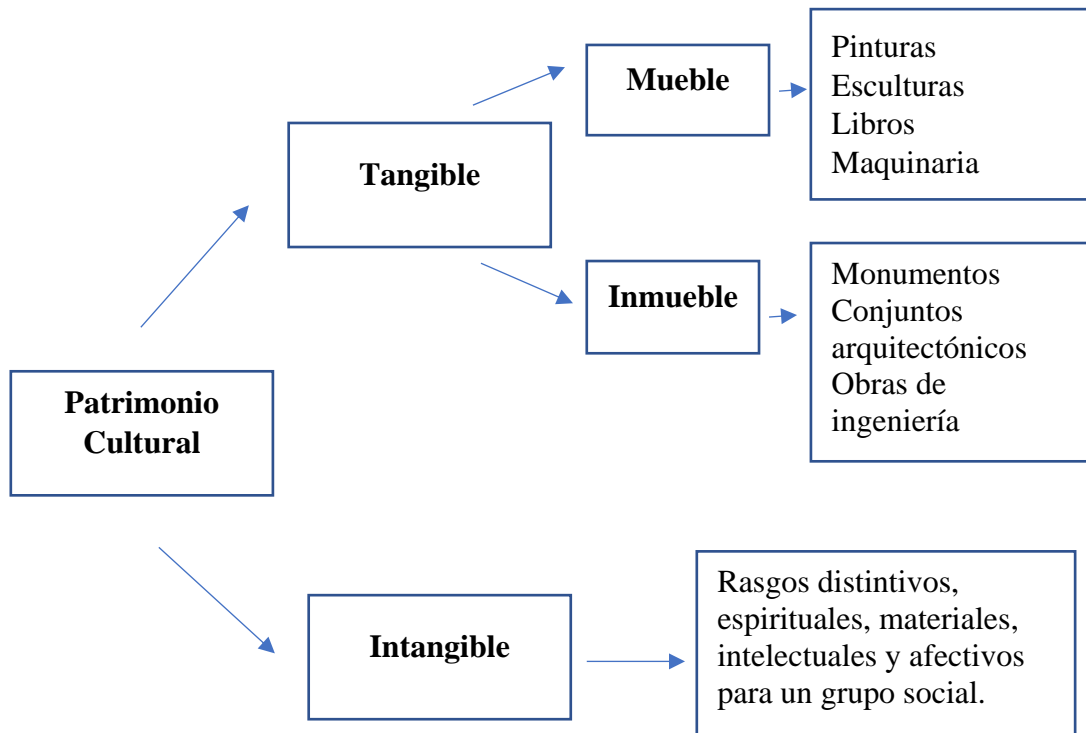 Patrimonio
Cultural
Tangible
Mueble
Pinturas
Esculturas
Libros
Maquinaria
Inmueble
Monumentos
Conjuntos
arquitectónicos
Obras de
ingeniería
Intangible
Rasgos distintivos,
espirituales, materiales,
intelectuales y afectivos
para un grupo social.